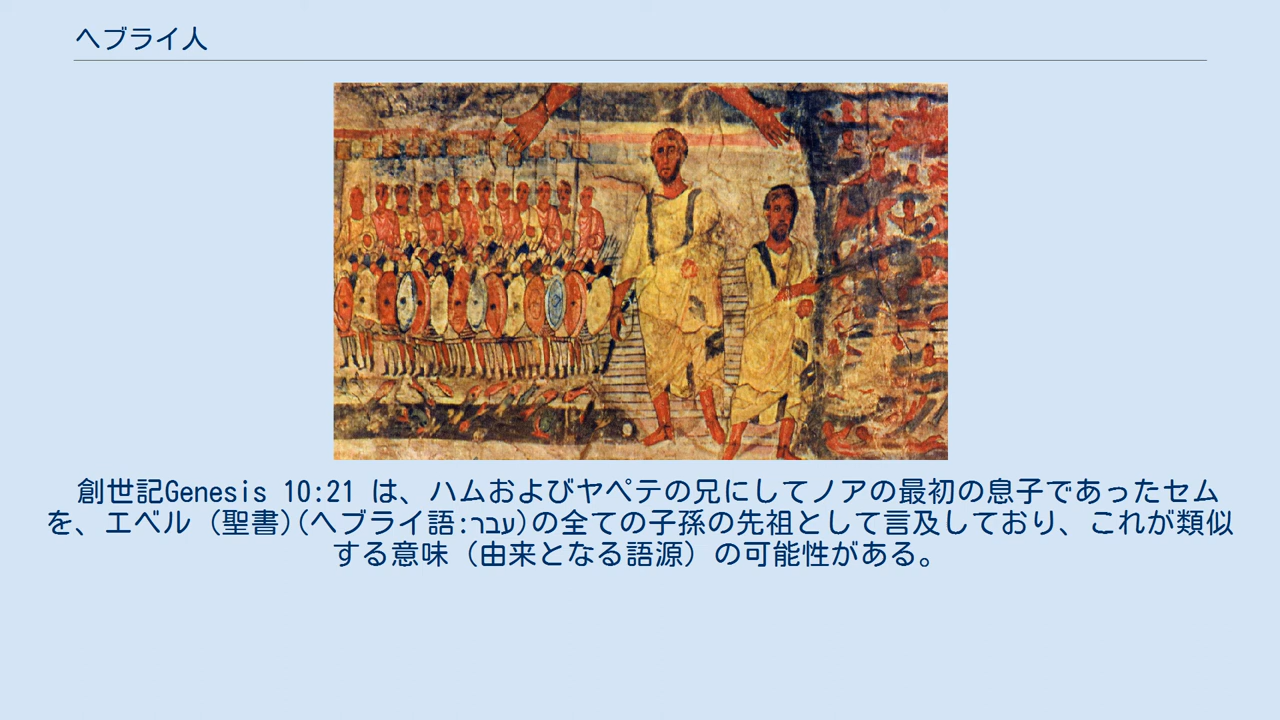 ヘブライ人
創世記Genesis 10:21 は、ハムおよびヤペテの兄にしてノアの最初の息子であったセム
を、エベル (聖書)(ヘブライ語:עבר)の全ての子孫の先祖として言及しており、これが類似
する意味（由来となる語源）の可能性がある。